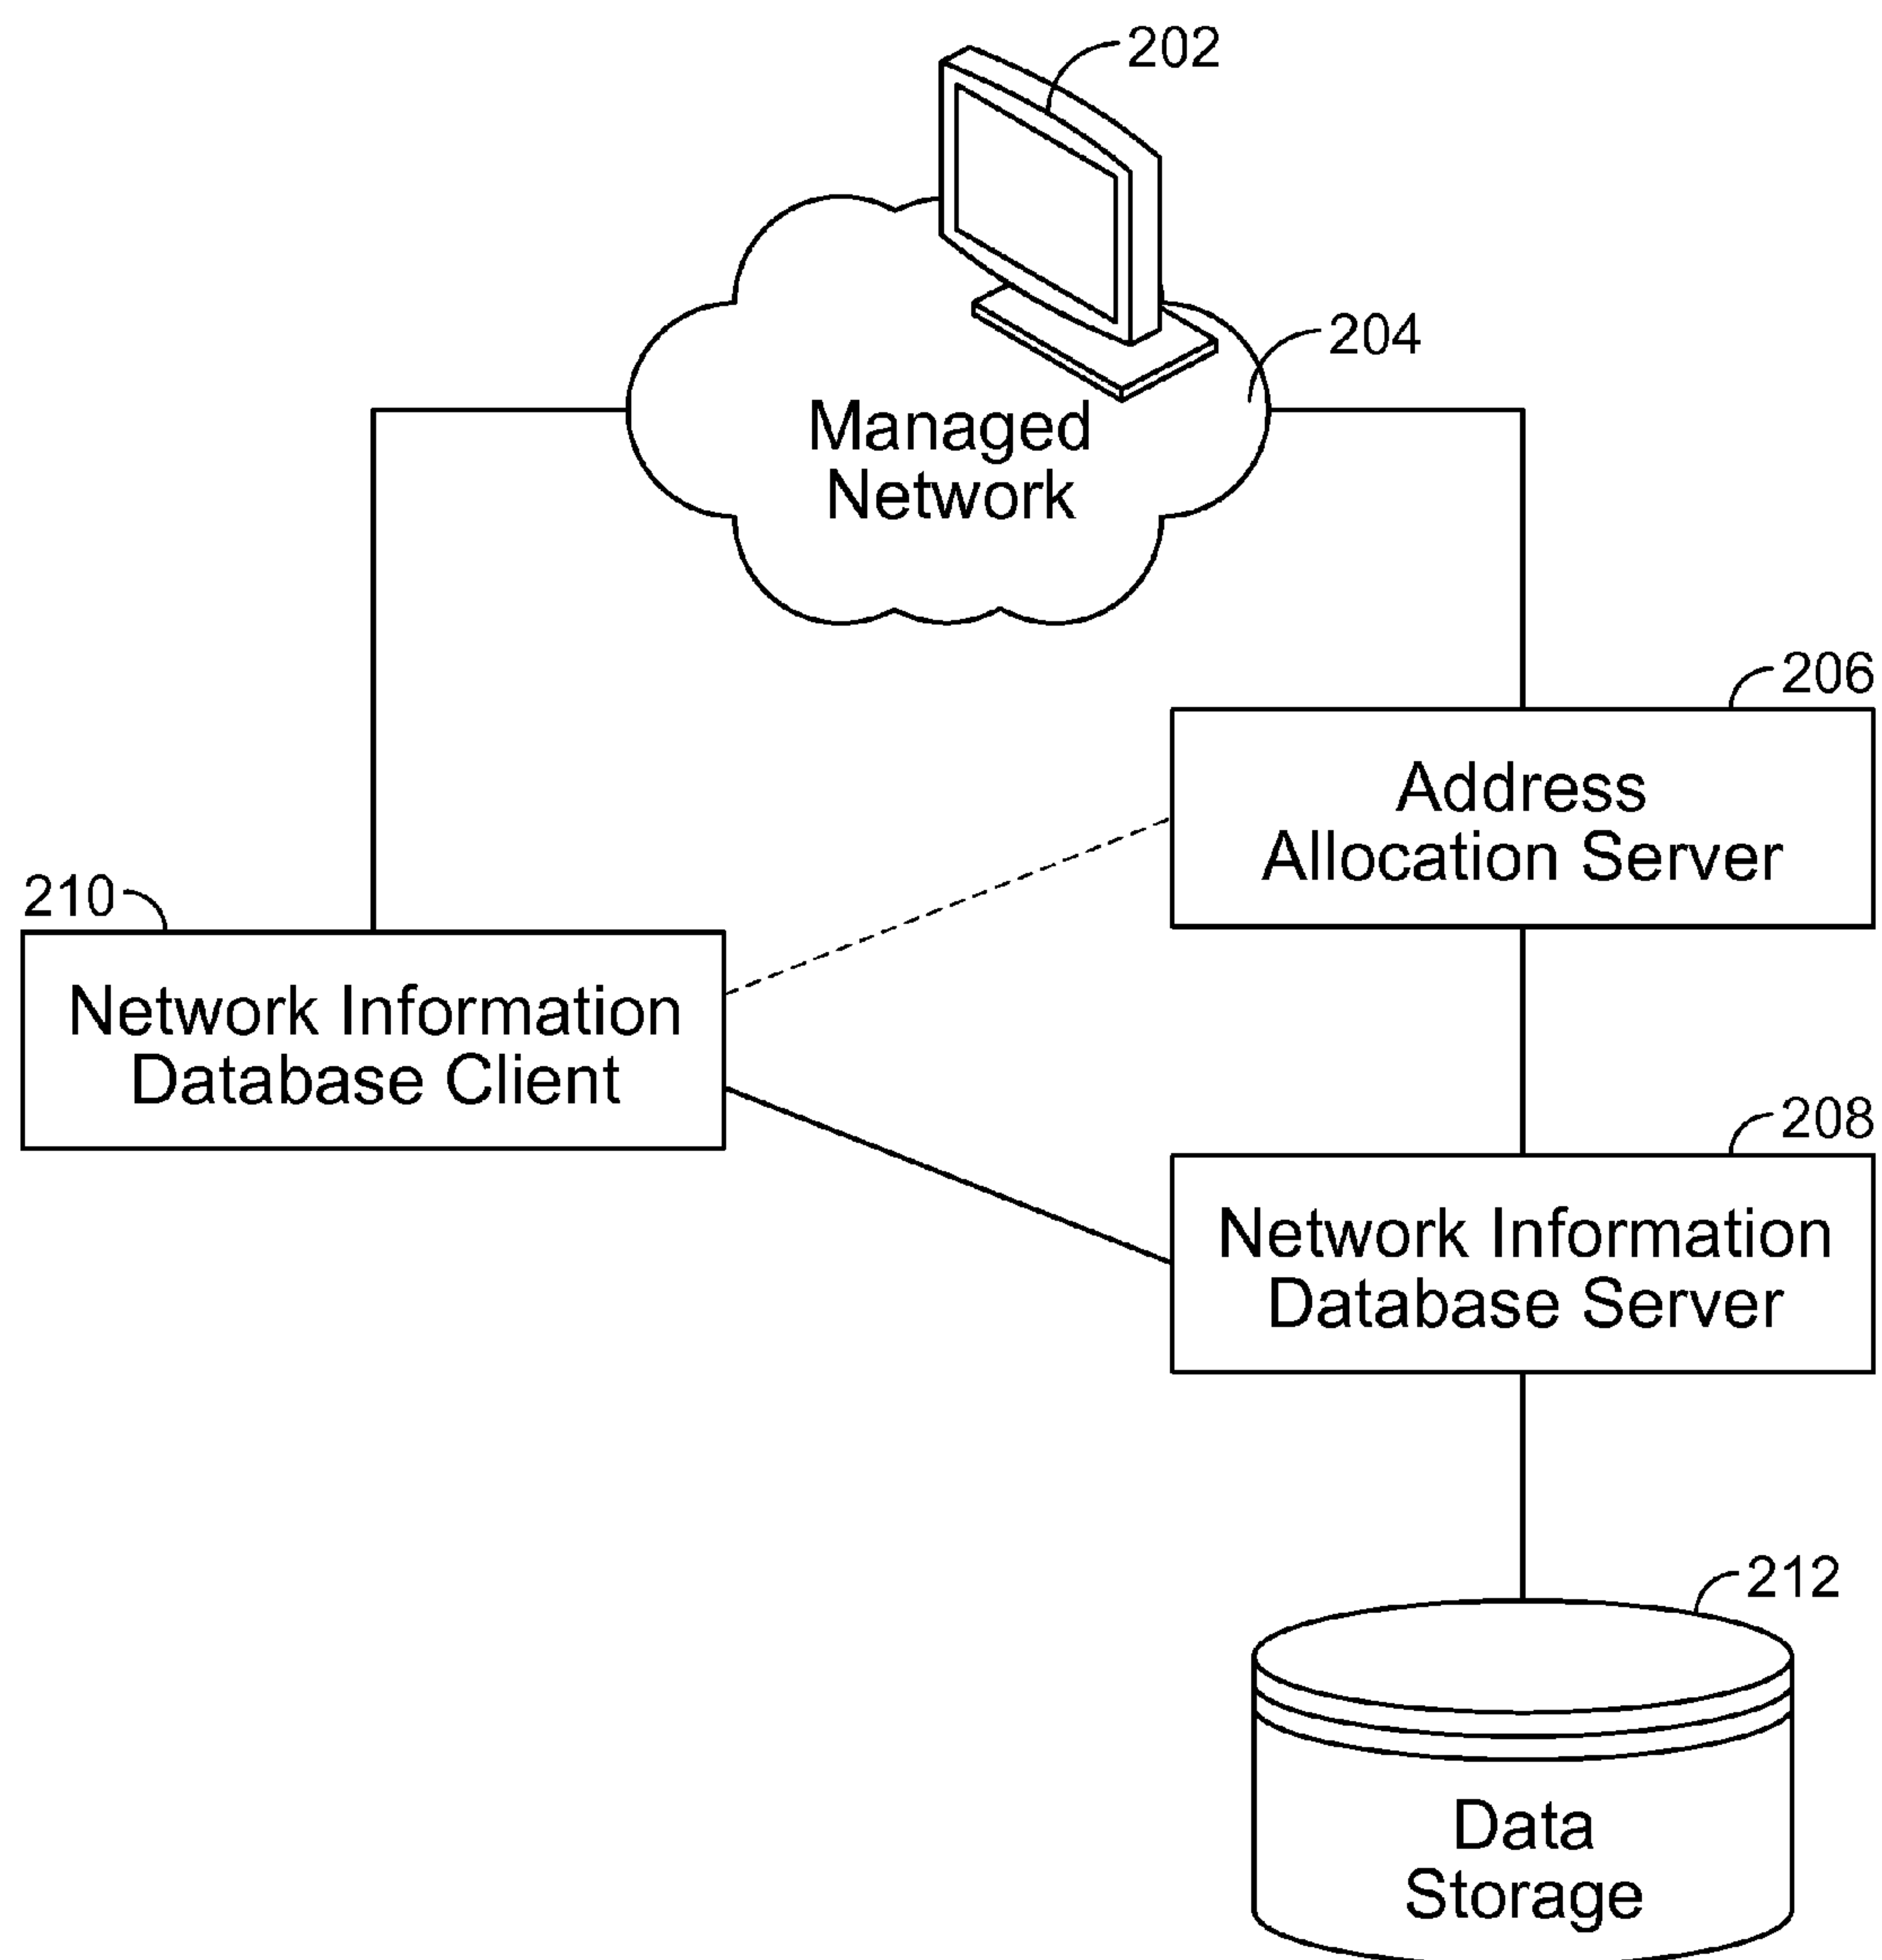 202
204
Managed
Network
206
Address
Allocation Server
210
Network Information
Database Client
208
Network Information
Database Server
212
Data
Storage